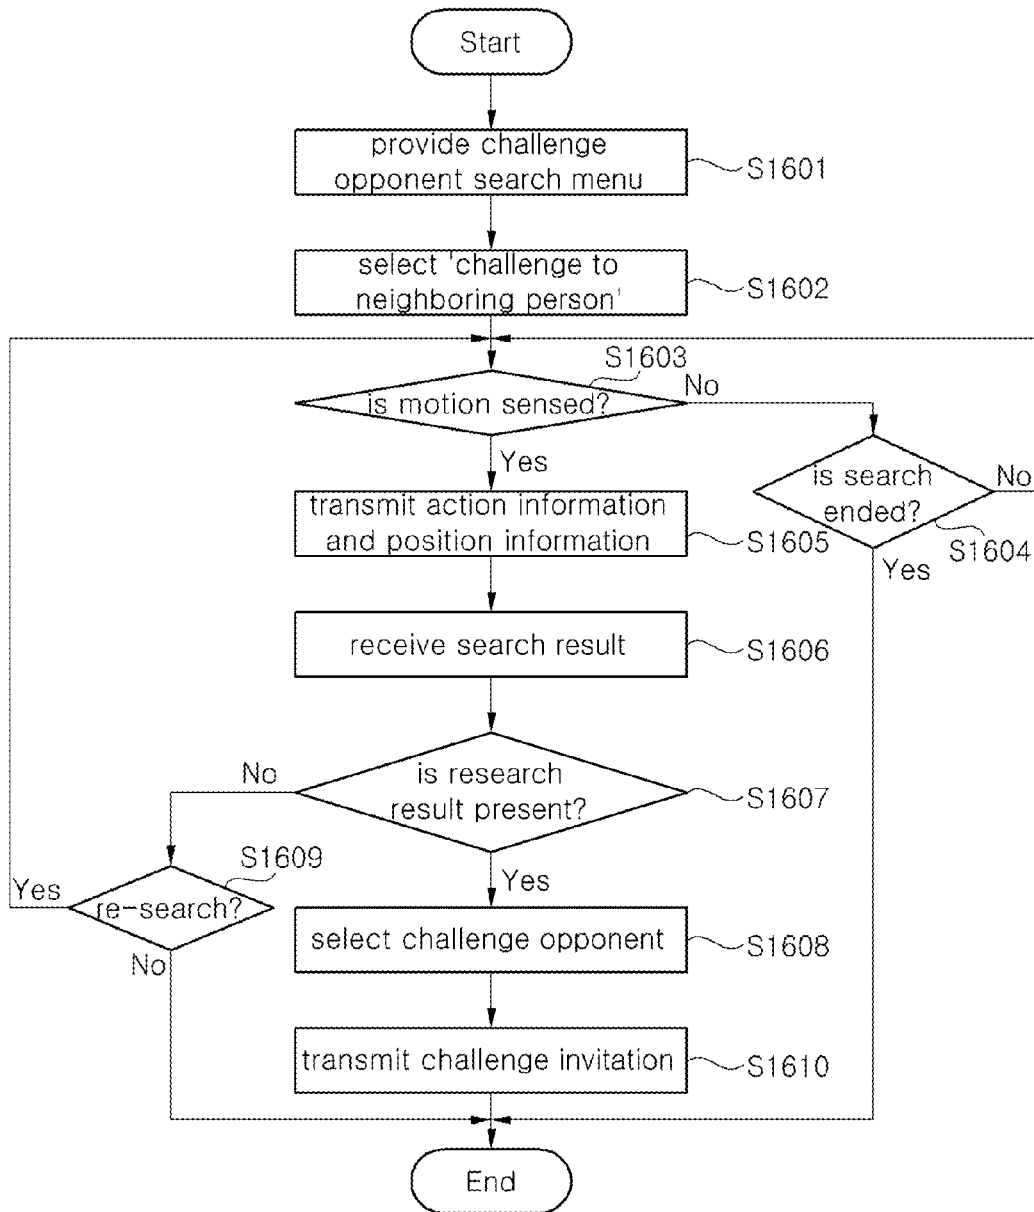 Start
provide challenge
opponent search menu
S1601
select 'challenge to
neighboring person'
S1602
S1603
is motion sensed?
No
Yes
is search
ended?
No
S1604
Yes
transmit action information
and position information
S1605
receive search result
S1606
is research
result present?
S1607
No
Yes
S1609
re-search?
Yes
No
select challenge opponent
S1608
transmit challenge invitation
S1610
End